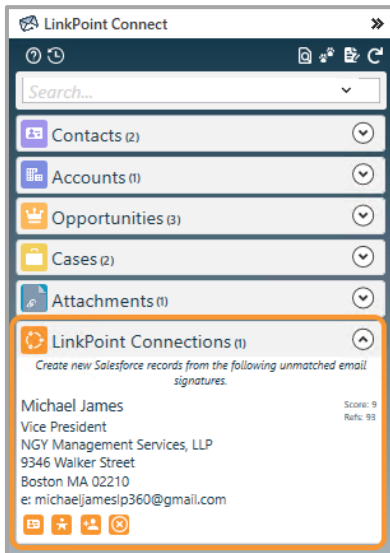 LinkPoint Connect
Search...
Contacts (2)
Accounts (1)
Opportunities (3)
Cases (2)
Attachments (1)
LinkPoint Connections (1)
Create new Salesforce records from the following unmatched email
signatures.
Michael James
Score: 9
Refs: 93
Vice President
NGY Management Services, LLP
9346 Walker Street
Boston MA 02210
e: michaeljameslp360@gmail.com